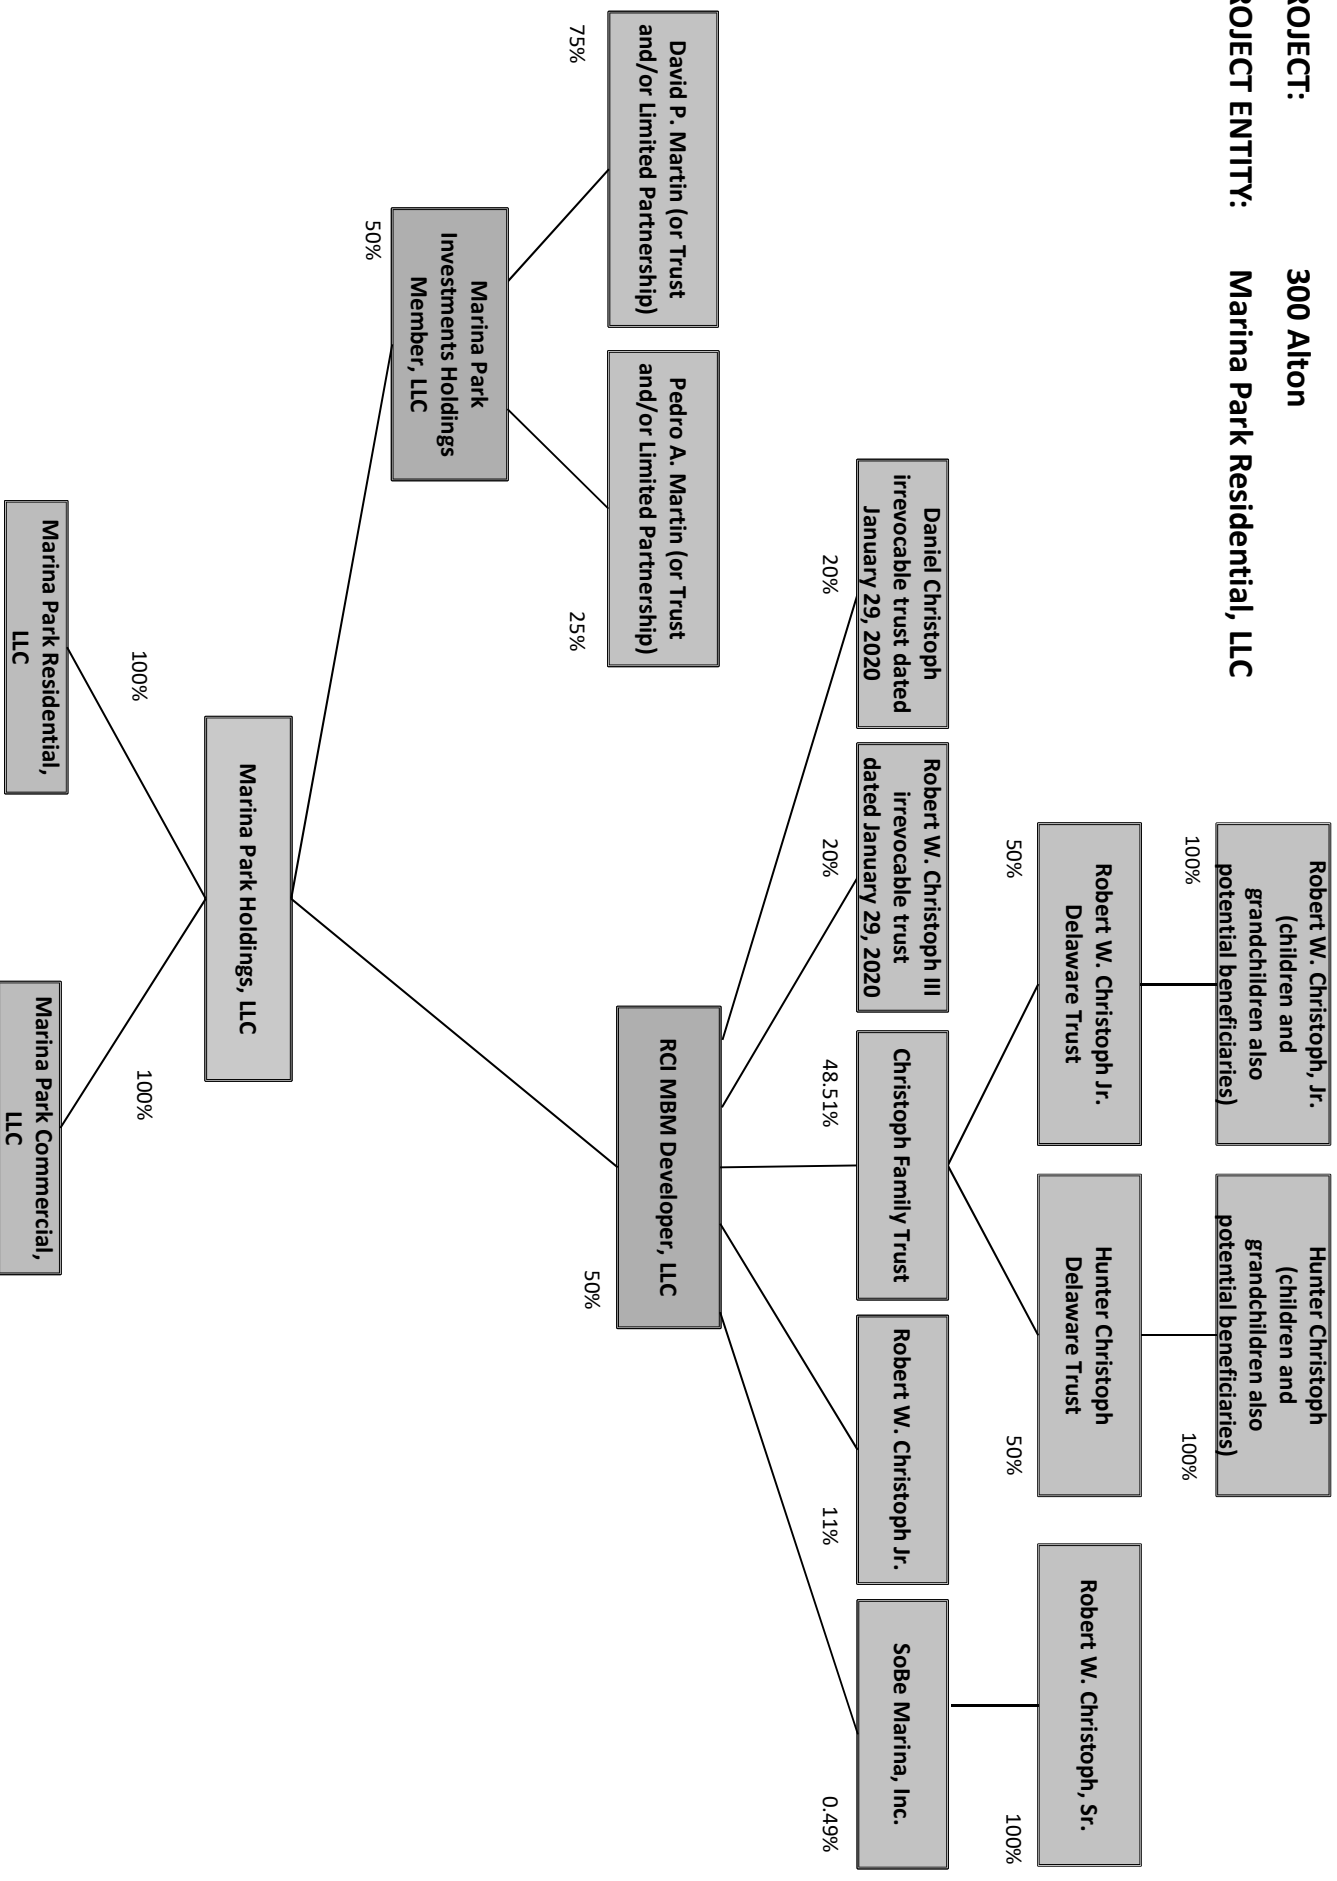 ROJECT: 300 Alton
ROJECT ENTITY: Marina Park Residential, LLC
Robert W. Christoph, Jr.
(children and
grandchildren also
potential beneficiaries)
100%
Hunter Christoph
(children and
grandchildren also
potential beneficiaries)
100%
Robert W. Christoph Jr.
Delaware Trust
50%
Hunter Christoph
Delaware Trust
50%
Robert W. Christoph, Sr.
100%
Daniel Christoph
irrevocable trust dated
January 29, 2020
20%
Robert W. Christoph III
irrevocable trust
dated January 29, 2020
20%
Christoph Family Trust
48.51%
Robert W. Christoph Jr.
11%
SoBe Marina, Inc.
0.49%
David P. Martin (or Trust
and/or Limited Partnership)
75%
Pedro A. Martin (or Trust
and/or Limited Partnership)
25%
RCI MBM Developer, LLC
50%
Marina Park
Investments Holdings
Member, LLC
50%
Marina Park Holdings, LLC
100%
100%
Marina Park Residential,
LLC
Marina Park Commercial,
LLC